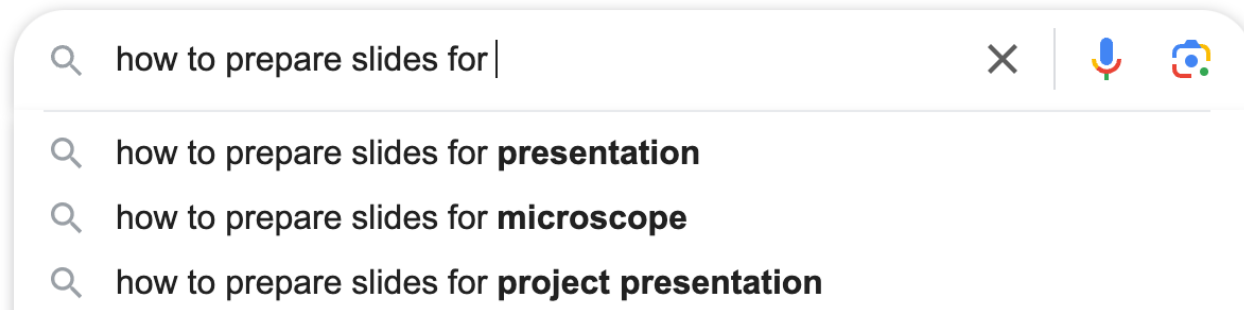 how to prepare slides for
how to prepare slides for presentation
how to prepare slides for microscope
how to prepare slides for project presentation